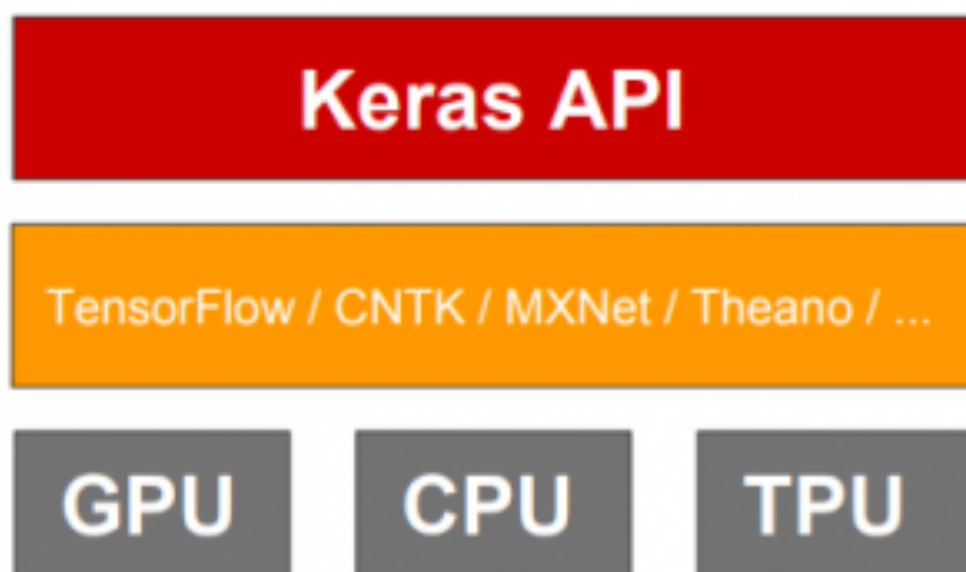 Keras API
TensorFlow / CNTK / MXNet / Theano / ...
GPU CPU TPU